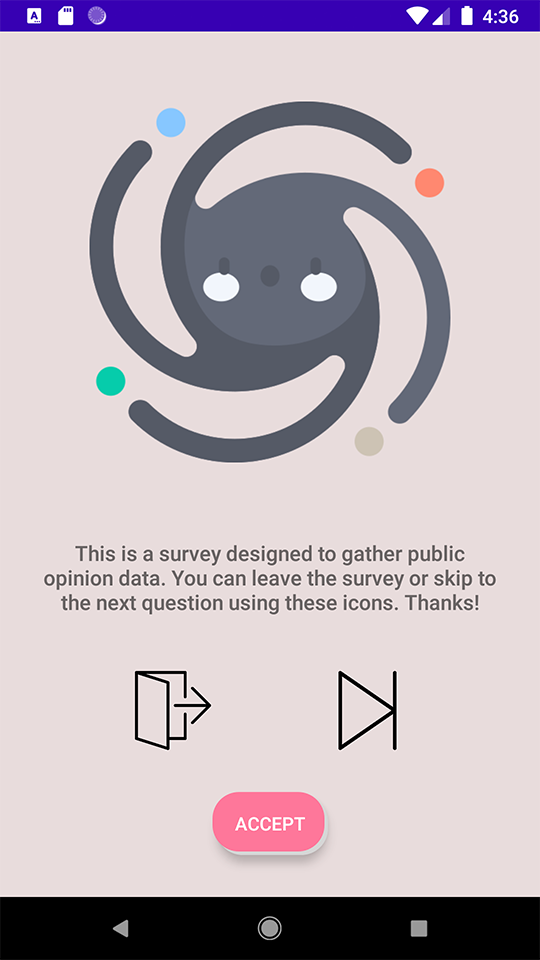 4:36
This is a survey designed to gather public
opinion data. You can leave the survey or skip to
the next question using these icons. Thanks!
ACCEPT